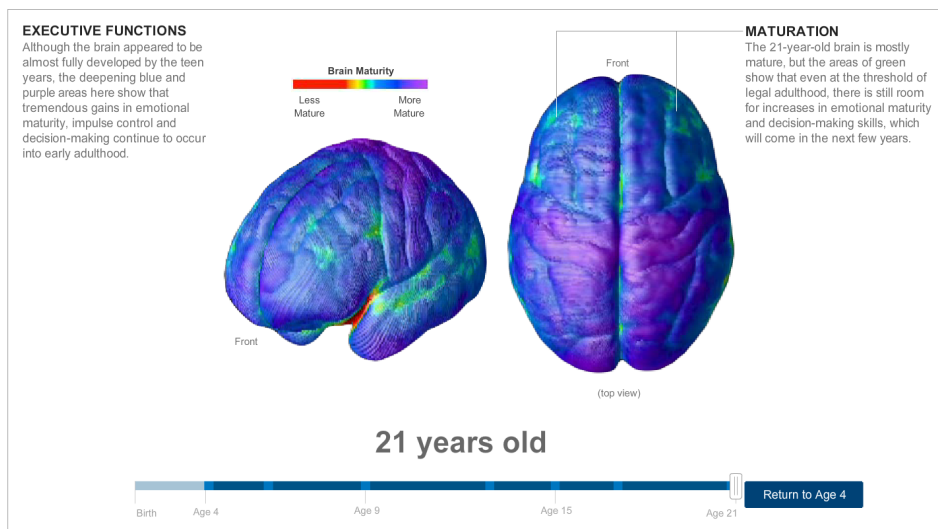 EXECUTIVE FUNCTIONS
Although the brain appeared to be
almost fully developed by the teen
years, the deepening blue and
purple areas here show that
tremendous gains in emotional
maturity, impulse control and
decision-making continue to occur
into early adulthood.
Brain Maturity
Less
Mature
More
Mature
Front
Front
(top view)
MATURATION
The 21-year-old brain is mostly
mature, but the areas of green
show that even at the threshold of
legal adulthood, there is still room
for increases in emotional maturity
and decision-making skills, which
will come in the next few years.
21 years old
Birth
Age 4
Age 9
Age 15
Age 21
Return to Age 4